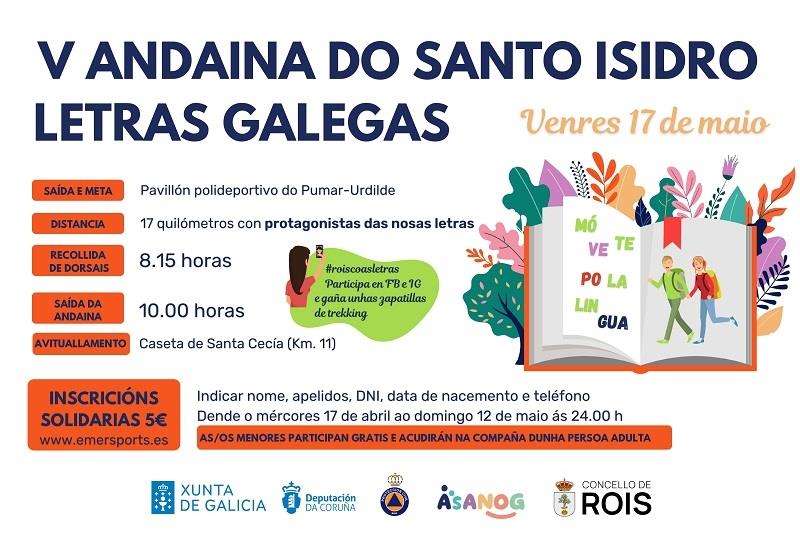 V ANDAINA DO SANTO ISIDRO
LETRAS GALEGAS
Venres 17 de maio
SAÍDA E META
Pavillón polideportivo do Pumar-Urdilde
DISTANCIA
17 quilómetros con protagonistas das nosas letras
RECOLLIDA
DE DORSAIS
8.15 horas
SAÍDA DA
ANDAINA
10.00 horas
#roiscoasletras
Participa en FB e IG
e gaña unhas zapatillas
de trekking
AVITUALLAMENTO
Caseta de Santa Cecía (Km. 11)
MÓ
VE TE
PO LA
LIN
GUA
INSCRICIÓNS
SOLIDARIAS 5€
www.emersports.es
Indicar nome, apelidos, DNI, data de nacemento e teléfono
Dende o mércores 17 de abril ao domingo 12 de maio ás 24.00 h
AS/OS MENORES PARTICIPAN GRATIS E ACUDIRÁN NA COMPAÑA DUNHA PERSOA ADULTA
XUNTA
DE GALICIA
Deputación
DA CORUÑA
ASANOG
CONCELLO DE
ROIS